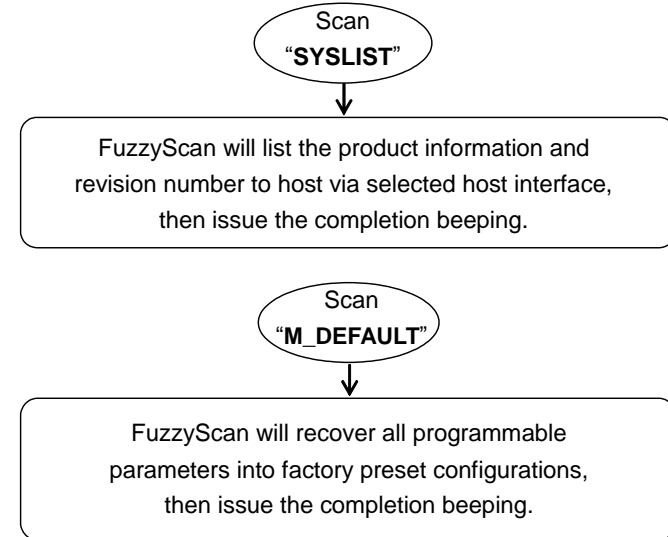 Scan
“SYSLIST”
FuzzyScan will list the product information and
revision number to host via selected host interface,
then issue the completion beeping.
Scan
“M_DEFAULT”
FuzzyScan will recover all programmable
parameters into factory preset configurations,
then issue the completion beeping.